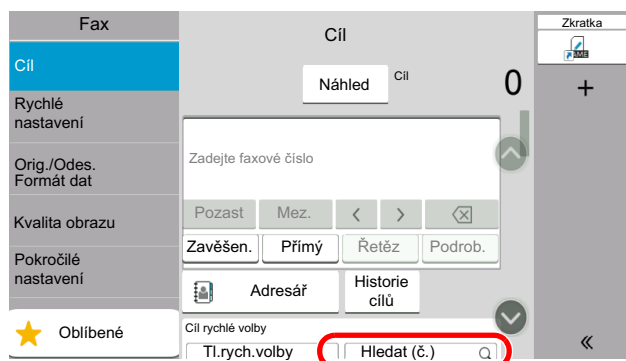 Fax
Cíl
Zkratka
AME
Cíl
Náhled
Cíl
0
+
Rychlé
nastavení
Zadejte faxové číslo
Orig./Odes.
Formát dat
Pozast
Mez.
Kvalita obrazu
Zavěšen.
Přímý
Řetěz
Podrob.
Pokročilé
nastavení
Adresář
Historie
cílů
Oblíbené
Cíl rychlé volby
Tl.rych.volby
Hledat (č.)
«